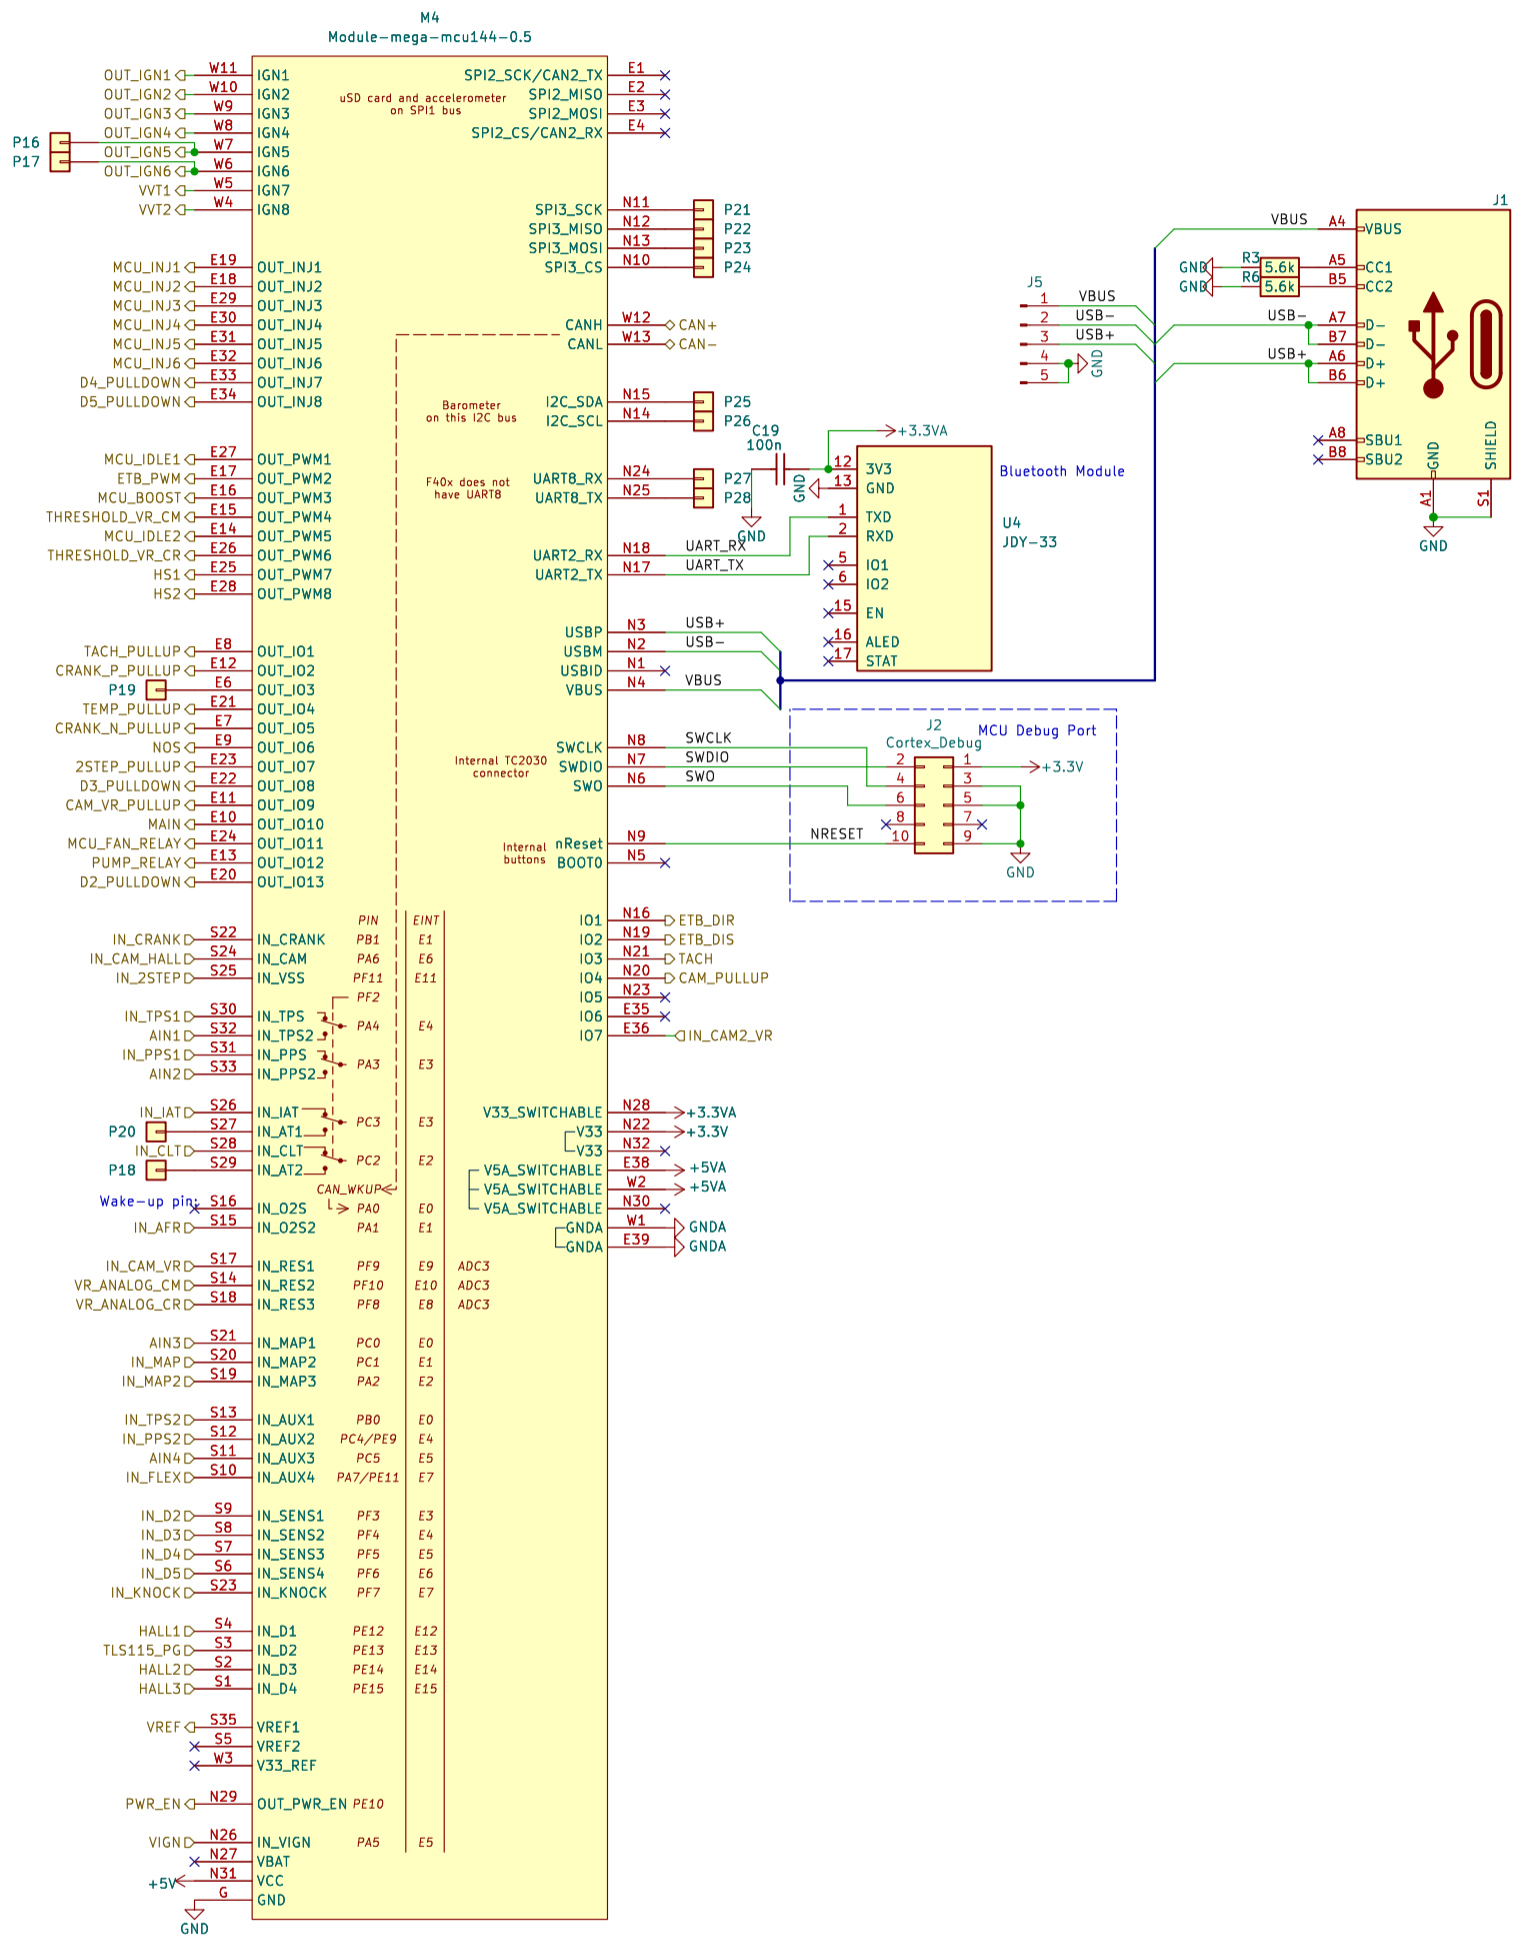 M4
Module-mega-mcu144-0.5
OUT_IGN1 W11 IGN1
OUT_IGN2 W10 IGN2
OUT_IGN3 W9 IGN3
OUT_IGN4 W8 IGN4
P16
OUT_IGN5 W7 IGN5
P17
OUT_IGN6 W6 IGN6
VVT1 W5 IGN7
VVT2 W4 IGN8
uSD card and accelerometer
on SPI1 bus
SPI2_SCK/CAN2_TX E1
SPI2_MISO E2
SPI2_MOSI E3
SPI2_CS/CAN2_RX E4
SPI3_SCK N11 P21
SPI3_MISO N12 P22
SPI3_MOSI N13 P23
SPI3_CS N10 P24
MCU_INJ1 E19 OUT_INJ1
MCU_INJ2 E18 OUT_INJ2
MCU_INJ3 E29 OUT_INJ3
MCU_INJ4 E30 OUT_INJ4
MCU_INJ5 E31 OUT_INJ5
MCU_INJ6 E32 OUT_INJ6
D4_PULLDOWN E33 OUT_INJ7
D5_PULLDOWN E34 OUT_INJ8
CANH W12 CAN+
CANL W13 CAN-
Barometer
on this I2C bus
I2C_SDA N15 P25
I2C_SCL N14 P26
F40x does not
have UART8
UART8_RX N24 P27
UART8_TX N25 P28
UART2_RX N18 UART_RX
UART2_TX N17 UART_TX
MCU_IDLE1 E27 OUT_PWM1
ETB_PWM E17 OUT_PWM2
MCU_BOOST E16 OUT_PWM3
THRESHOLD_VR_CM E15 OUT_PWM4
MCU_IDLE2 E14 OUT_PWM5
THRESHOLD_VR_CR E26 OUT_PWM6
HS1 E25 OUT_PWM7
HS2 E28 OUT_PWM8
USBP N3 USB+
USBM N2 USB-
USBID N1
VBUS N4 VBUS
TACH_PULLUP E8 OUT_IO1
CRANK_P_PULLUP E12 OUT_IO2
P19 E6 OUT_IO3
TEMP_PULLUP E21 OUT_IO4
CRANK_N_PULLUP E7 OUT_IO5
NOS E9 OUT_IO6
2STEP_PULLUP E23 OUT_IO7
D3_PULLDOWN E22 OUT_IO8
CAM_VR_PULLUP E11 OUT_IO9
MAIN E10 OUT_IO10
MCU_FAN_RELAY E24 OUT_IO11
PUMP_RELAY E13 OUT_IO12
D2_PULLDOWN E20 OUT_IO13
Internal TC2030
connector
SWCLK N8 SWCLK
SWDIO N7 SWDIO
SWO N6 SWO
Internal
buttons
nReset N9 NRESET
BOOT0 N5
C19
100n
GND
+3.3VA
GND
12 3V3
13 GND
1 TXD
2 RXD
5 IO1
6 IO2
15 EN
16 ALED
17 STAT
Bluetooth Module
U4
JDY-33
J5
1 VBUS
2 USB-
3 USB+
4 GND
5
J1
VBUS A4 VBUS
GND R3 5.6k A5 CC1
GND R6 5.6k B5 CC2
USB- A7 D-
B7 D-
USB+ A6 D+
B6 D+
A8 SBU1
B8 SBU2
GND SHIELD
A1 S1
GND
J2
Cortex_Debug
MCU Debug Port
2 1 +3.3V
4 3
6 5
8 7
10 9
GND
PIN EINT
IN_CRANK S22 IN_CRANK PB1 E1
IN_CAM_HALL S24 IN_CAM PA6 E6
IN_2STEP S25 IN_VSS PF11 E11
PF2
IN_TPS1 S30 IN_TPS
PA4 E4
AIN1 S32 IN_TPS2
IN_PPS1 S31 IN_PPS
PA3 E3
AIN2 S33 IN_PPS2
IN_IAT S26 IN_IAT
PC3 E3
P20 S27 IN_AT1
IN_CLT S28 IN_CLT
PC2 E2
P18 S29 IN_AT2
CAN_WKUP
Wake-up pin: S16 IN_O2S PA0 E0
IN_AFR S15 IN_O2S2 PA1 E1
IN_CAM_VR S17 IN_RES1 PF9 E9 ADC3
VR_ANALOG_CM S14 IN_RES2 PF10 E10 ADC3
VR_ANALOG_CR S18 IN_RES3 PF8 E8 ADC3
AIN3 S21 IN_MAP1 PC0 E0
IN_MAP S20 IN_MAP2 PC1 E1
IN_MAP2 S19 IN_MAP3 PA2 E2
IN_TPS2 S13 IN_AUX1 PB0 E0
IN_PPS2 S12 IN_AUX2 PC4/PE9 E4
AIN4 S11 IN_AUX3 PC5 E5
IN_FLEX S10 IN_AUX4 PA7/PE11 E7
IN_D2 S9 IN_SENS1 PF3 E3
IN_D3 S8 IN_SENS2 PF4 E4
IN_D4 S7 IN_SENS3 PF5 E5
IN_D5 S6 IN_SENS4 PF6 E6
IN_KNOCK S23 IN_KNOCK PF7 E7
HALL1 S4 IN_D1 PE12 E12
TLS115_PG S3 IN_D2 PE13 E13
HALL2 S2 IN_D3 PE14 E14
HALL3 S1 IN_D4 PE15 E15
VREF S35 VREF1
S5 VREF2
W3 V33_REF
PWR_EN N29 OUT_PWR_EN PE10
VIGN N26 IN_VIGN PA5 E5
N27 VBAT
+5V N31 VCC
G GND
GND
IO1 N16 ETB_DIR
IO2 N19 ETB_DIS
IO3 N21 TACH
IO4 N20 CAM_PULLUP
IO5 N23
IO6 E35
IO7 E36 IN_CAM2_VR
V33_SWITCHABLE N28 +3.3VA
V33 N22 +3.3V
V33 N32
V5A_SWITCHABLE E38 +5VA
V5A_SWITCHABLE W2 +5VA
V5A_SWITCHABLE N30
GNDA W1 GNDA
GNDA E39 GNDA